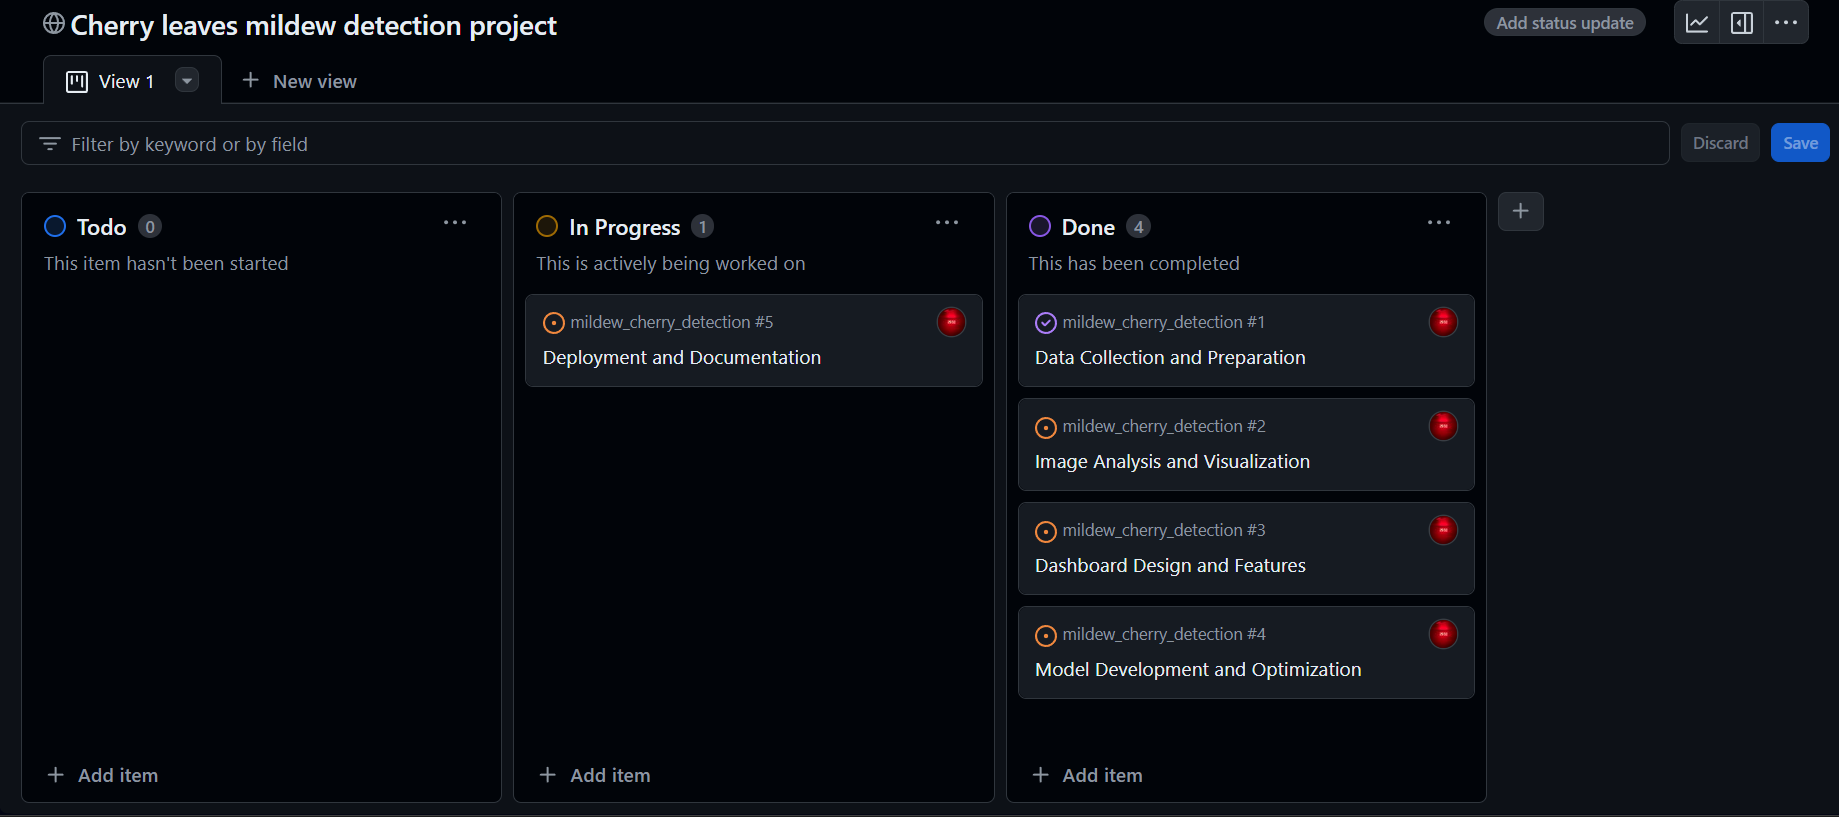 Cherry leaves mildew detection project
Add status update
View 1
New view
Filter by keyword or by field
Discard
Save
Todo 0
This item hasn't been started
Add item
In Progress 1
This is actively being worked on
mildew_cherry_detection #5
Deployment and Documentation
Add item
Done 4
This has been completed
mildew_cherry_detection #1
Data Collection and Preparation
mildew_cherry_detection #2
Image Analysis and Visualization
mildew_cherry_detection #3
Dashboard Design and Features
mildew_cherry_detection #4
Model Development and Optimization
Add item